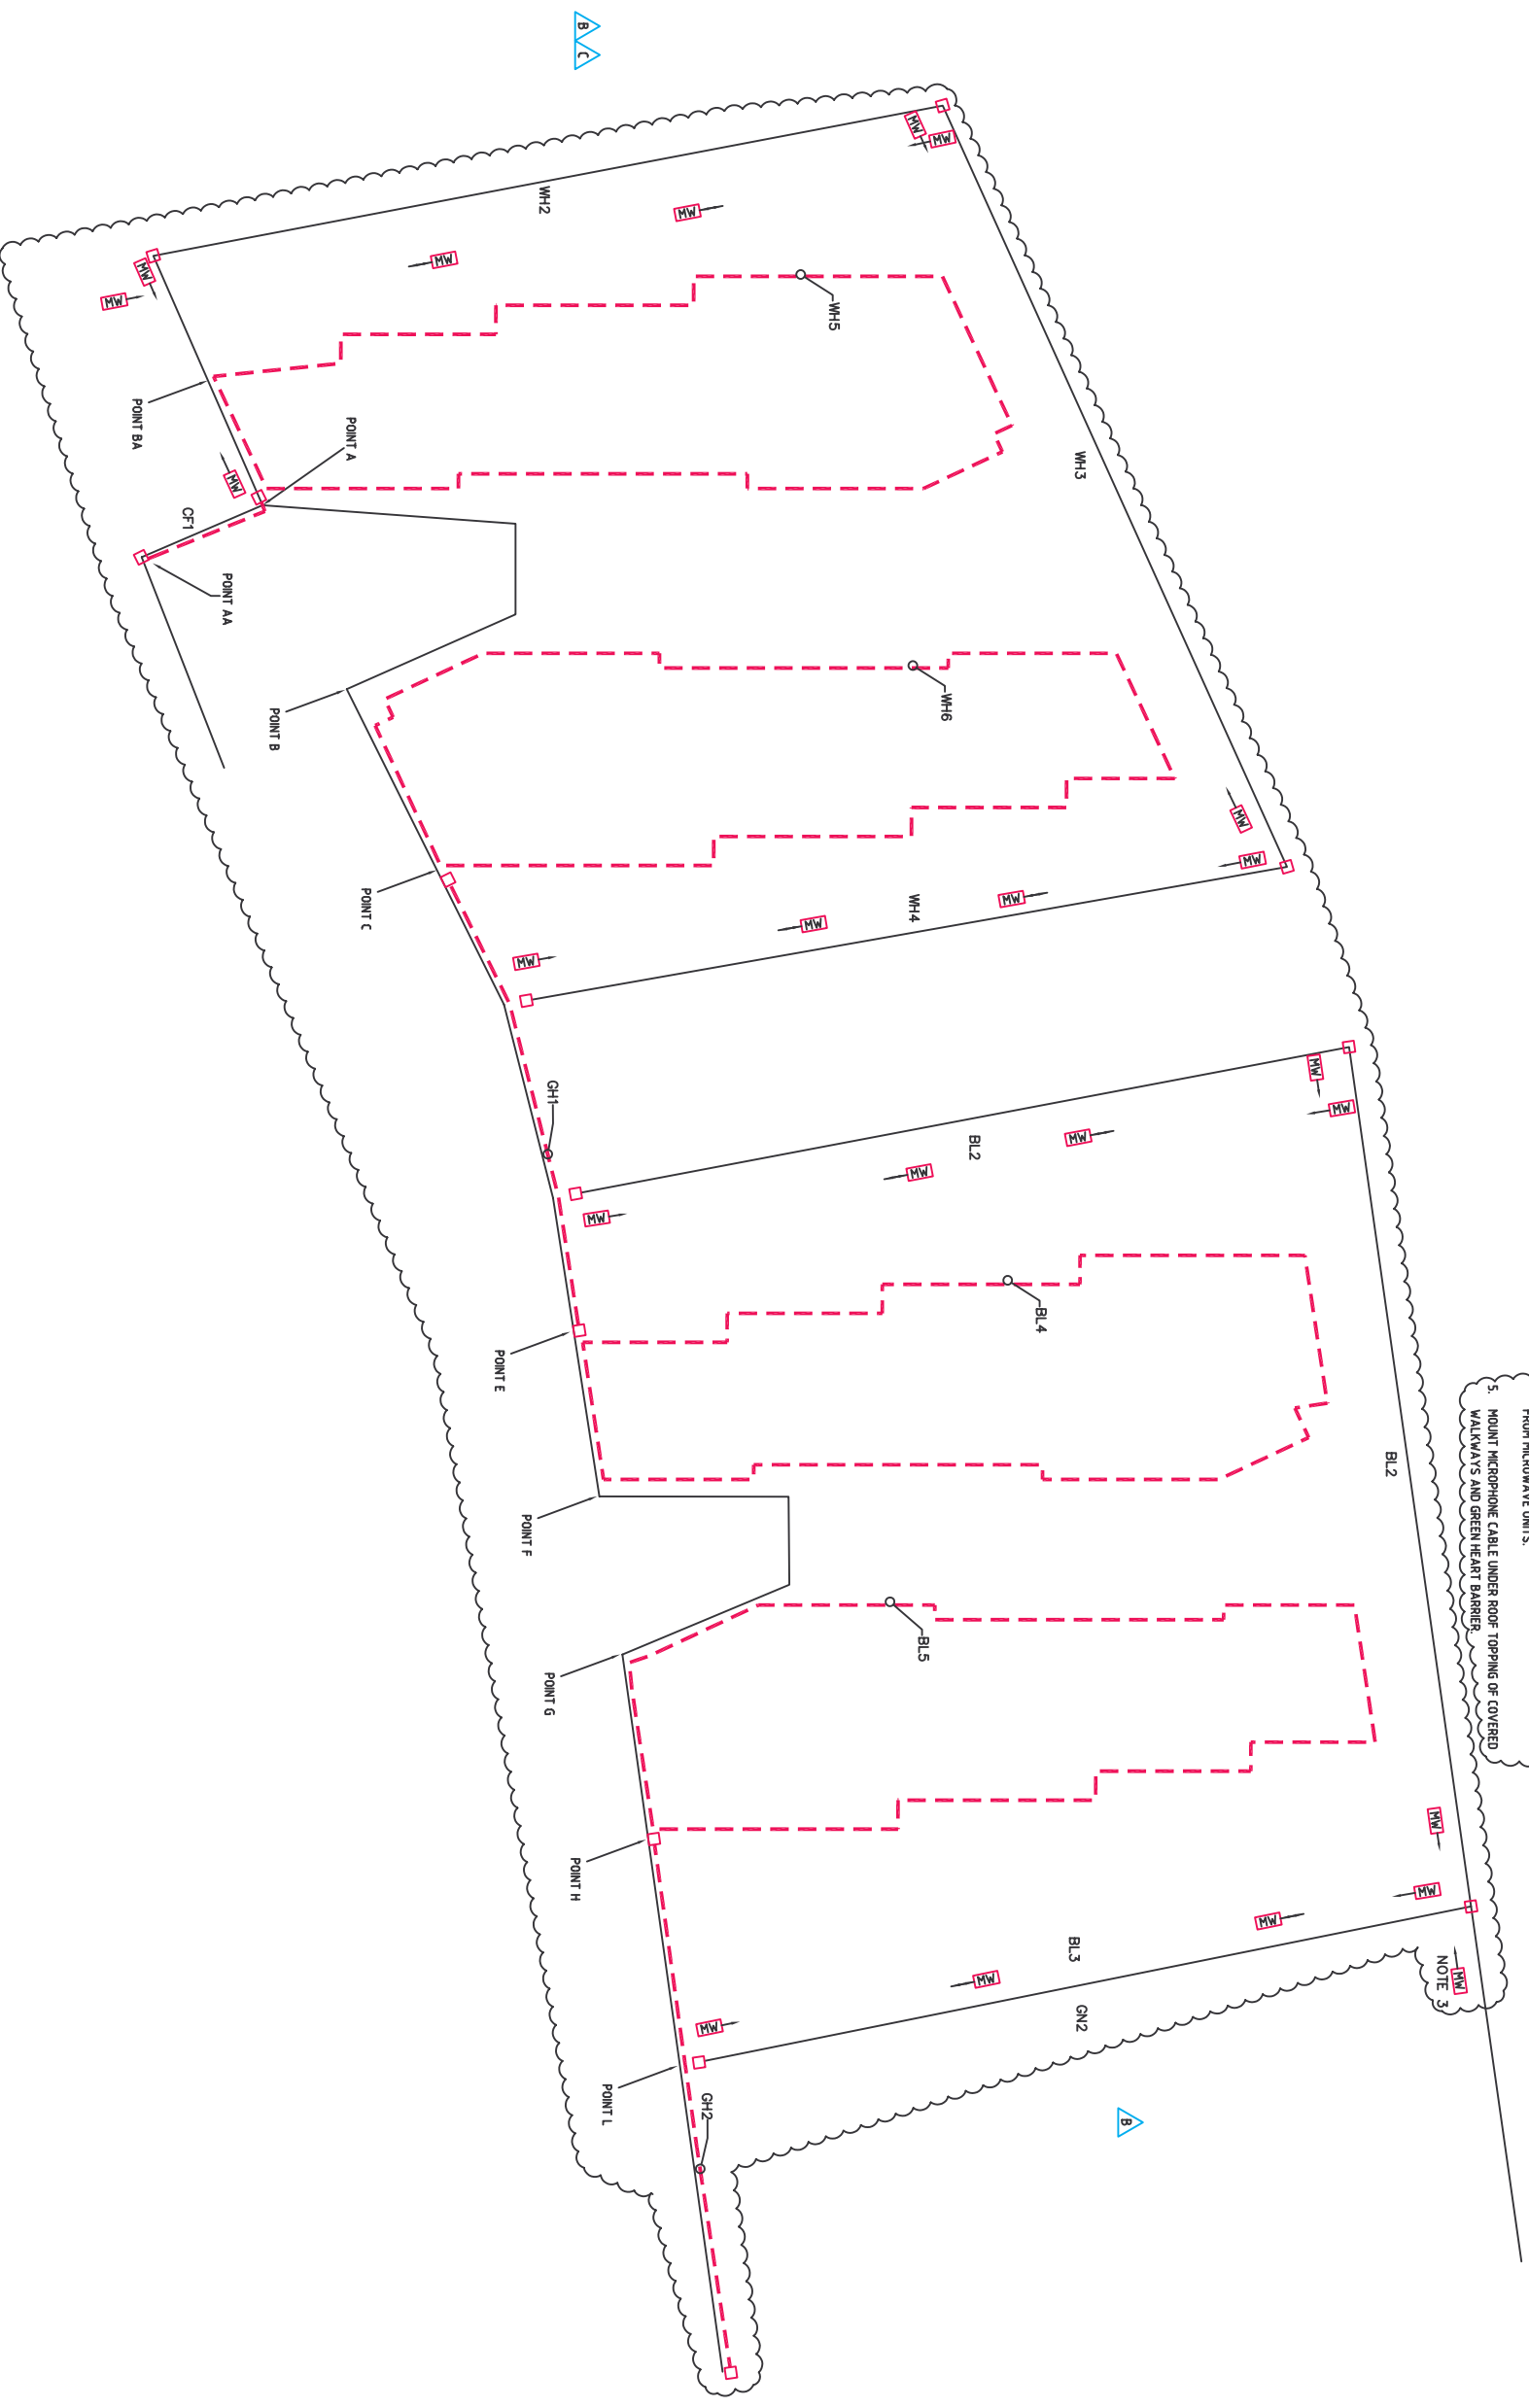 FROM MICROWAVE UNITS.
5. MOUNT MICROPHONE CABLE UNDER ROOF TOPPING OF COVERED
WALKWAYS AND GREEN HEART BARRIER.
B
C
MW
MW
WH2
MW
MW
MW
MW
WH5
WH3
POINT BA
POINT A
MW
CF1
POINT AA
WH6
POINT B
MW
MW
MW
WH4
MW
POINT C
MW
MW
MW
GH1
BL2
MW
MW
MW
BL4
POINT E
BL2
POINT F
BL5
POINT G
MW
POINT H
MW
MW
BL3
MW
MW
NOTE 3
GN2
MW
POINT L
GH2
B